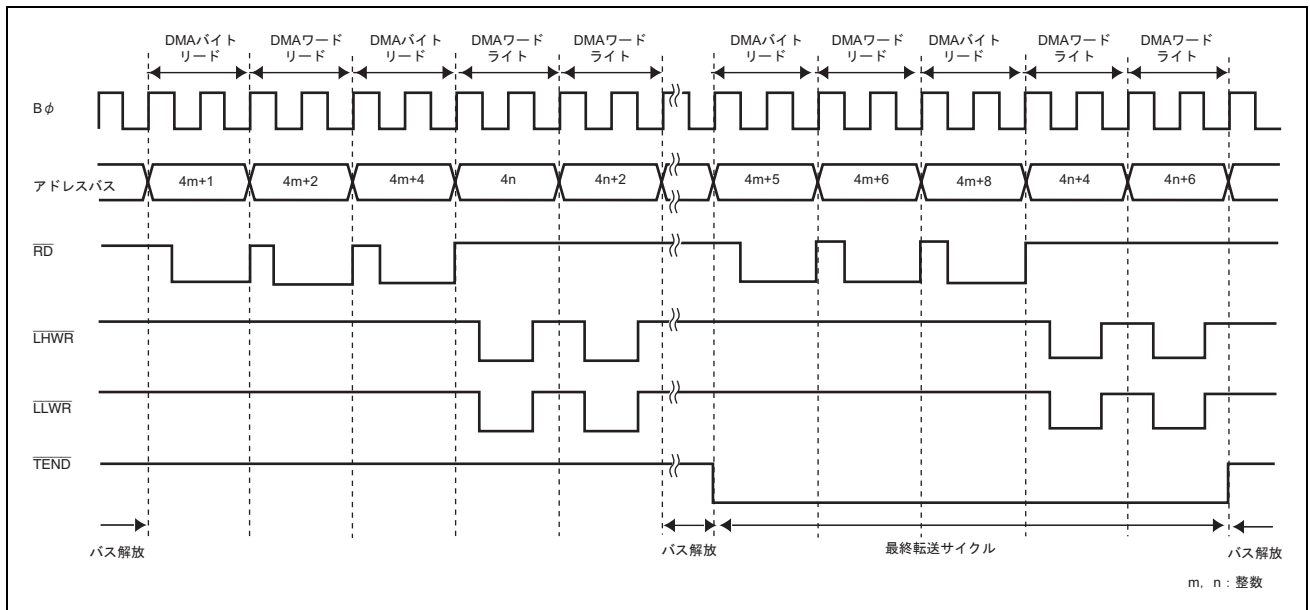 DMAバイト
リード
DMAワード
リード
DMAバイト
リード
DMAワード
ライト
DMAワード
ライト
DMAバイト
リード
DMAワード
リード
DMAバイト
リード
DMAワード
ライト
DMAワード
ライト
Bφ
アドレスバス
4m+1
4m+2
4m+4
4n
4n+2
4m+5
4m+6
4m+8
4n+4
4n+6
RD
LHWR
LLWR
TEND
バス解放
バス解放
最終転送サイクル
バス解放
m, n : 整数